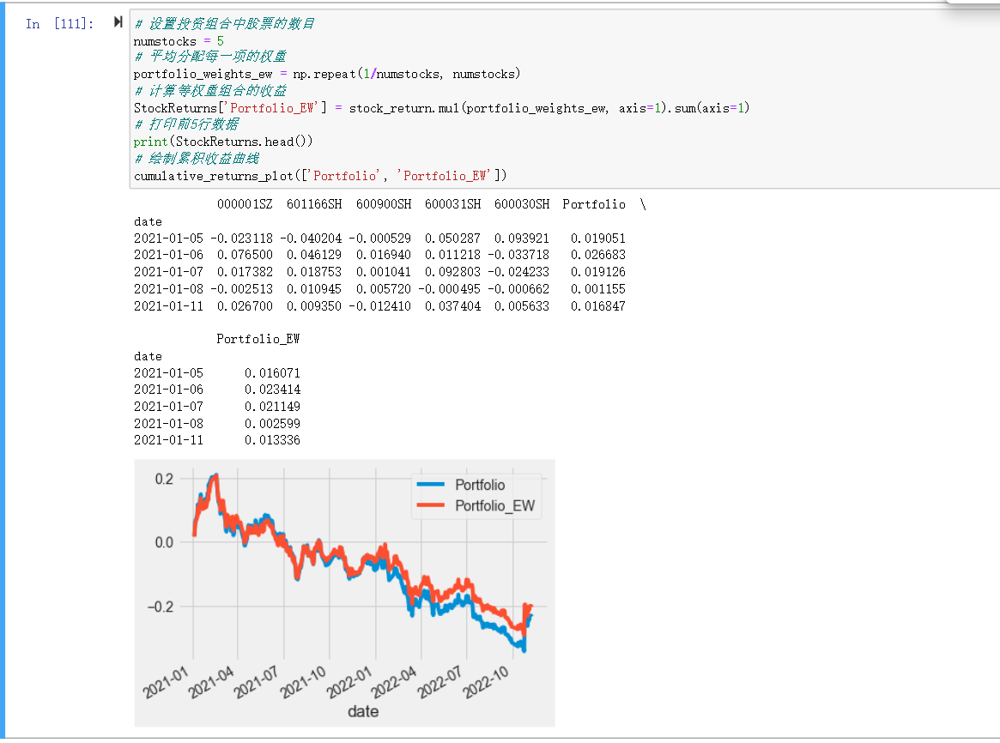 In [111]:
# 设置投资组合中股票的数目
numstocks = 5
# 平均分配每一项的权重
portfolio_weights_ew = np.repeat(1/numstocks, numstocks)
# 计算等权重组合的收益
StockReturns['Portfolio_EW'] = stock_return.mul(portfolio_weights_ew, axis=1).sum(axis=1)
# 打印前5行数据
print(StockReturns.head())
# 绘制累积收益曲线
cumulative_returns_plot(['Portfolio', 'Portfolio_EW'])
000001SZ 601166SH 600900SH 600031SH 600030SH Portfolio \
date
2021-01-05 -0.023118 -0.040204 -0.000529 0.050287 0.093921 0.019051
2021-01-06 0.076500 0.046129 0.016940 0.011218 -0.033718 0.026683
2021-01-07 0.017382 0.018753 0.001041 0.092803 -0.024233 0.019126
2021-01-08 -0.002513 0.010945 0.005720 -0.000495 -0.000662 0.001155
2021-01-11 0.026700 0.009350 -0.012410 0.037404 0.005633 0.016847
Portfolio_EW
date
2021-01-05 0.016071
2021-01-06 0.023414
2021-01-07 0.021149
2021-01-08 0.002599
2021-01-11 0.013336
0.2
0.0
−0.2
Portfolio
Portfolio_EW
2021-01
2021-04
2021-07
2021-10
2022-01
2022-04
2022-07
2022-10
date